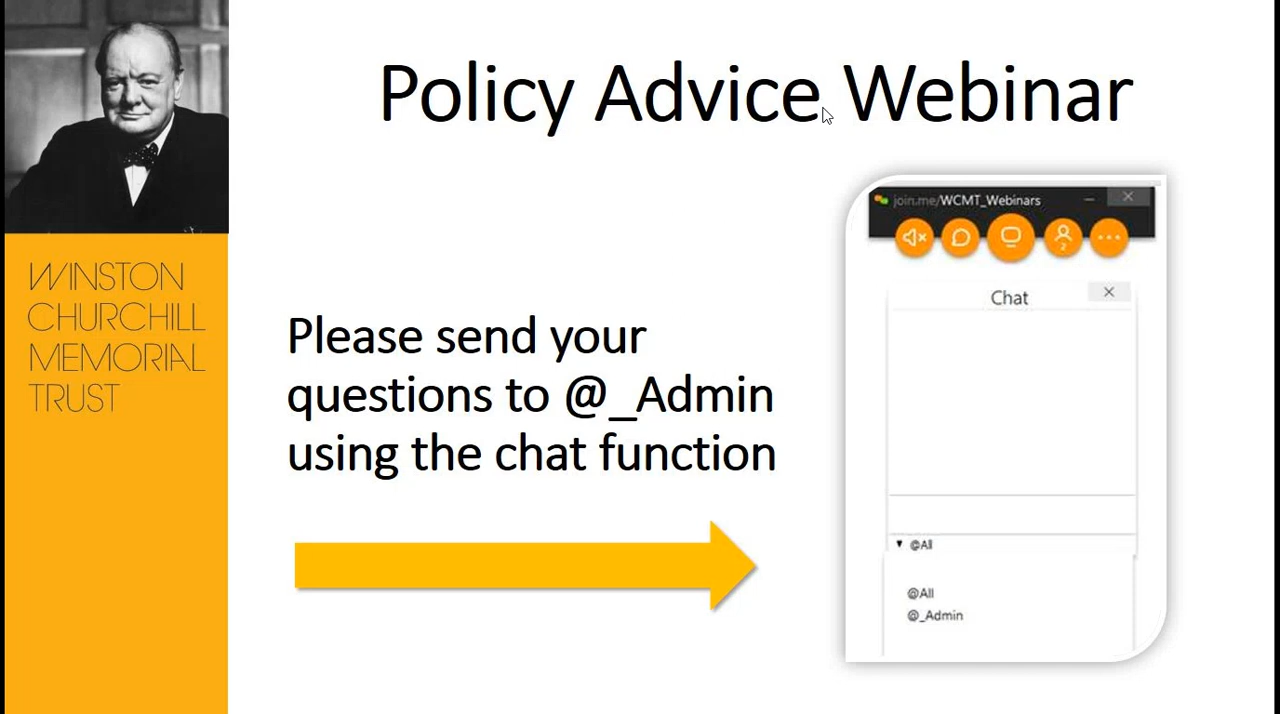 Policy Advice Webinar
WINSTON
CHURCHILL
MEMORIAL
TRUST
Please send your
questions to @_Admin
using the chat function
join.me/WCMT_Webinars
2
Chat
@All
@All
@_Admin